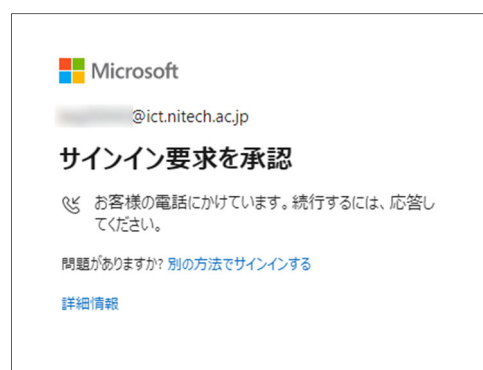 Microsoft
@ict.nitech.ac.jp
サインイン要求を承認
お客様の電話にかけています。続行するには、応答し
てください。
問題がありますか? 別の方法でサインインする
詳細情報